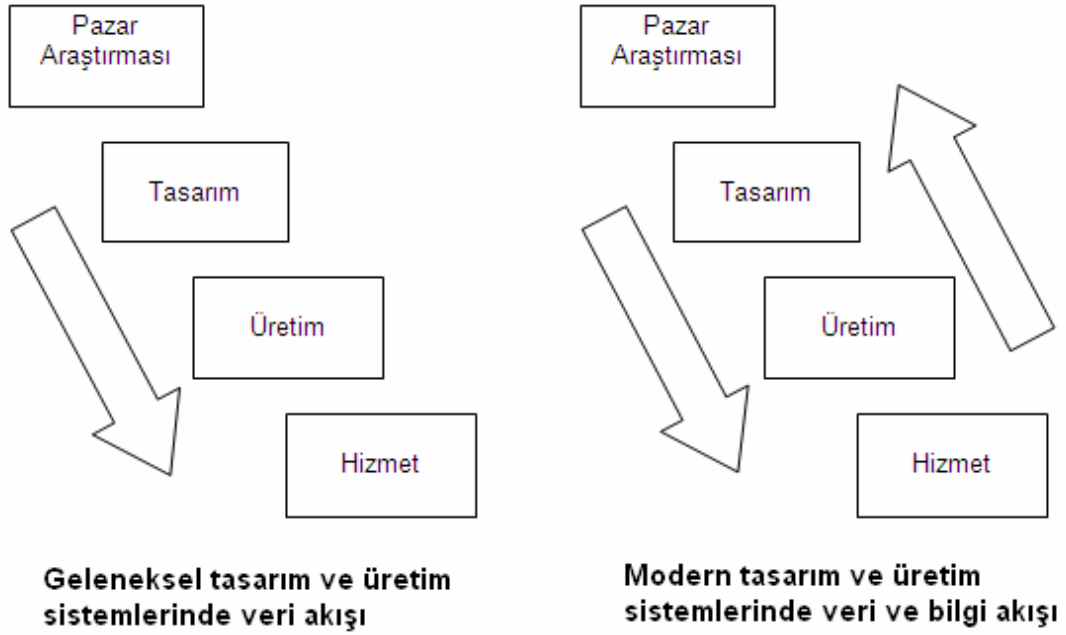 Pazar
Araştırması
Tasarım
Üretim
Hizmet
Geleneksel tasarım ve üretim
sistemlerinde veri akışı
Pazar
Araştırması
Tasarım
Üretim
Hizmet
Modern tasarım ve üretim
sistemlerinde veri ve bilgi akışı